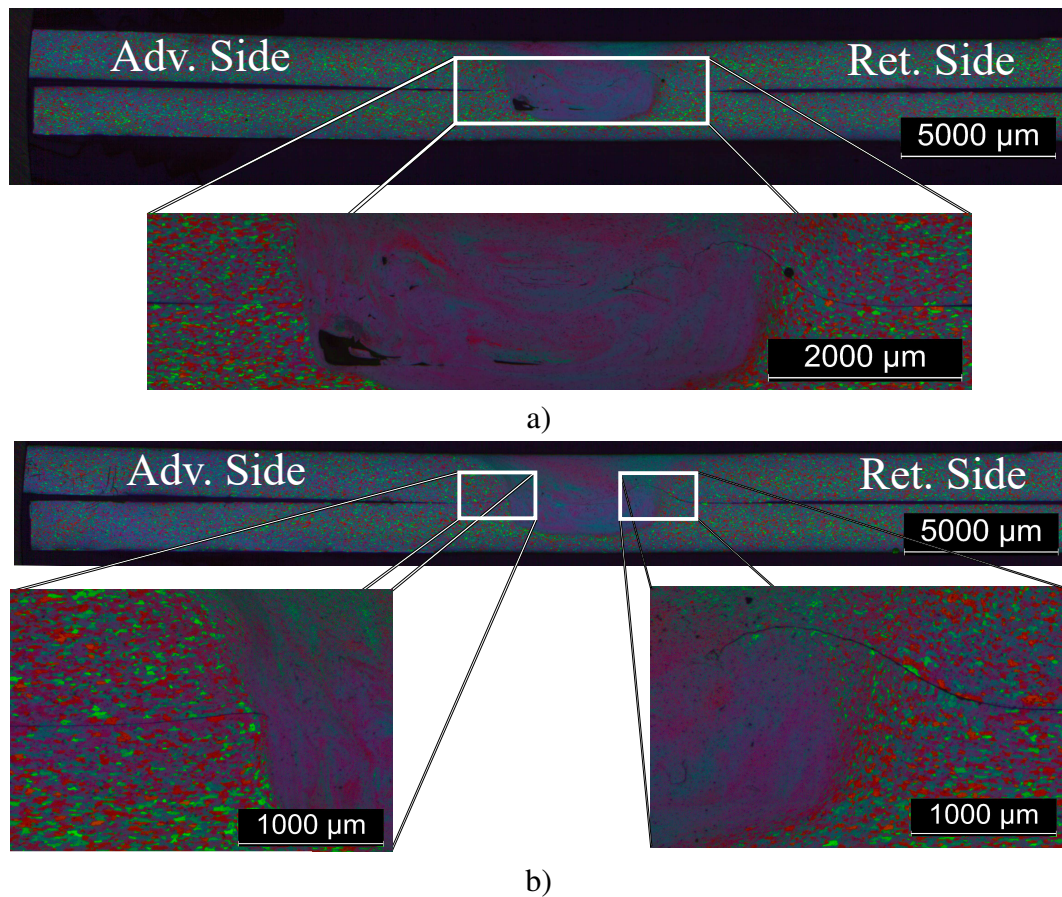 Adv. Side
Ret. Side
5000 µm
2000 µm
a)
Adv. Side
Ret. Side
5000 µm
1000 µm
1000 µm
b)